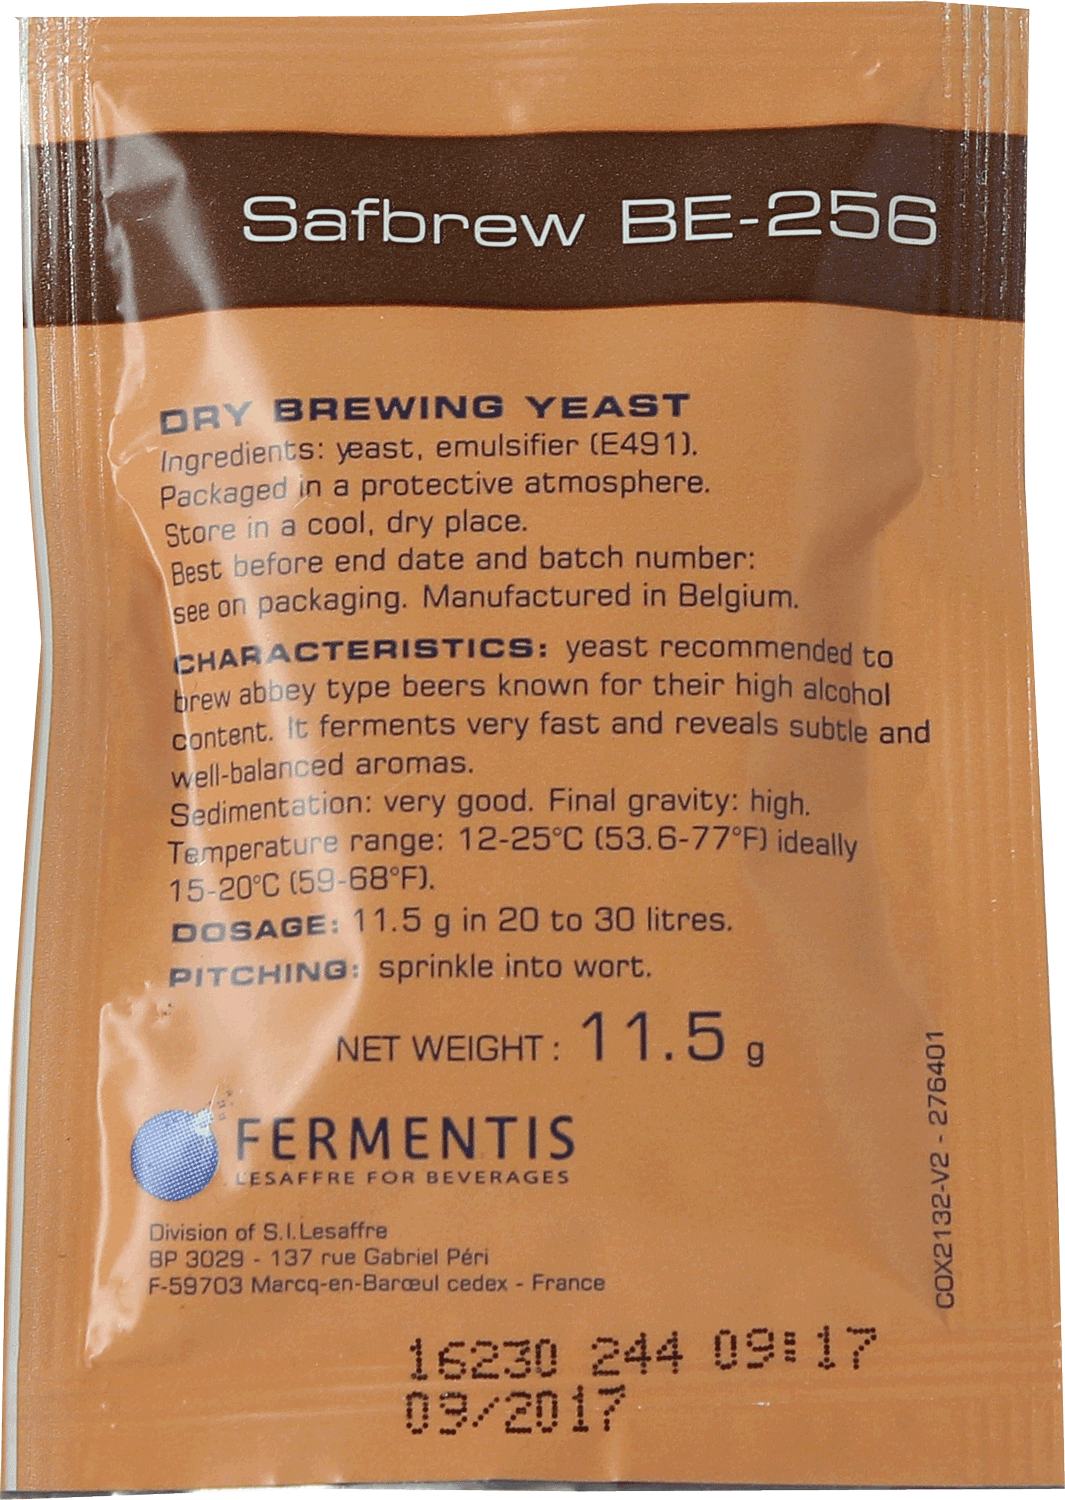 Safbrew BE-256
DRY BREWING YEAST
Ingredients: yeast, emulsifier (E491).
Packaged in a protective atmosphere.
Store in a cool, dry place.
Best before end date and batch number:
see on packaging. Manufactured in Belgium.
CHARACTERISTICS: yeast recommended to
brew abbey type beers known for their high alcohol
content. It ferments very fast and reveals subtle and
well-balanced aromas.
Sedimentation: very good. Final gravity: high.
Temperature range: 12-25°C (53.6-77°F) ideally
15-20°C (59-68°F).
DOSAGE: 11.5 g in 20 to 30 litres.
PITCHING: sprinkle into wort.
NET WEIGHT : 11.5 g
FERMENTIS
LESAFFRE FOR BEVERAGES
Division of S.I.Lesaffre
BP 3029 - 137 rue Gabriel Péri
F-59703 Marcq-en-Barœul cedex - France
COX2132-V2 - 276401
16230 244 09:17
09/2017